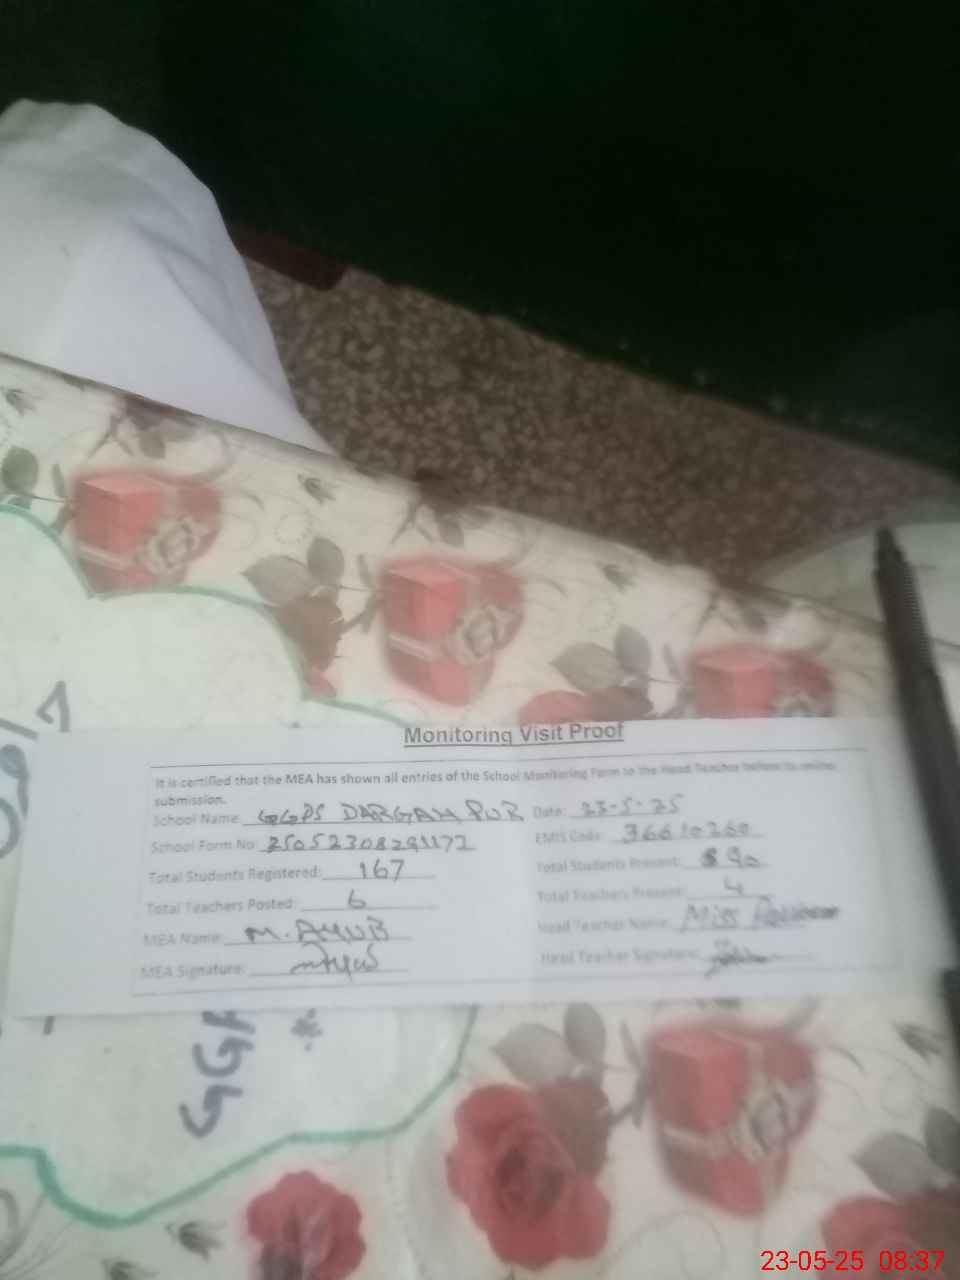 Monitoring Visit Proof
It is certified that the MEA has shown all entries of the School Monitoring Form to the Head Teacher before its online
submission.
School Name: GGPS DARGAH PUR Date: 23-5-25
School Form No: 25052308291172 EMIS Code: 36610260
Total Students Registered: 167 Total Students Present: 90
Total Teachers Posted: 6 Total Teachers Present: 4
MEA Name: M. AYUB Head Teacher Name: Miss
MEA Signature: Head Teacher Signature:
23-05-25 08:37